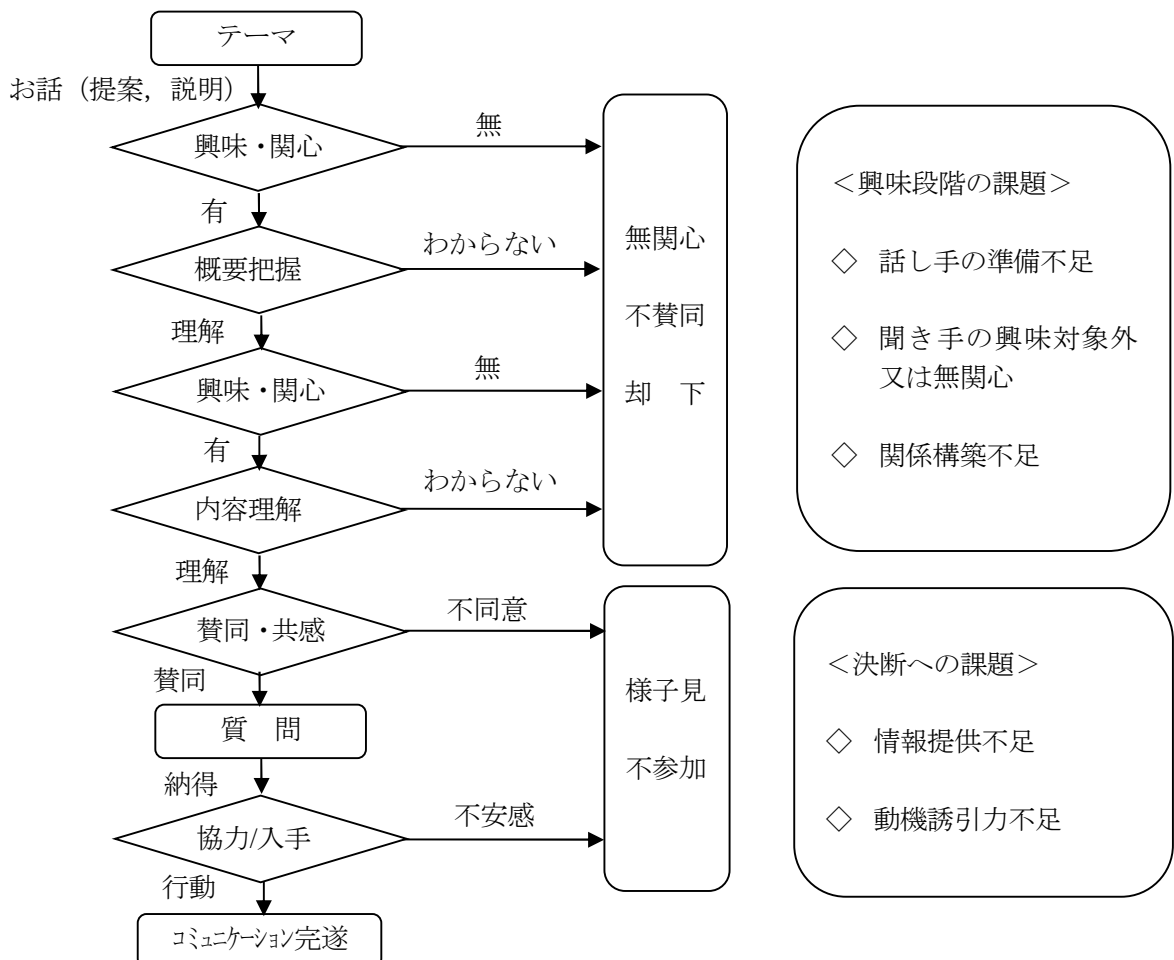 テーマ
お話（提案，説明）
興味・関心
無
有
概要把握
わからない
理解
興味・関心
無
有
内容理解
わからない
理解
賛同・共感
不同意
賛同
質　問
納得
協力/入手
不安感
行動
コミュニケーション完遂
無関心
不賛同
却　下
様子見
不参加
＜興味段階の課題＞
◇ 話し手の準備不足
◇ 聞き手の興味対象外
又は無関心
◇ 関係構築不足
＜決断への課題＞
◇ 情報提供不足
◇ 動機誘引力不足